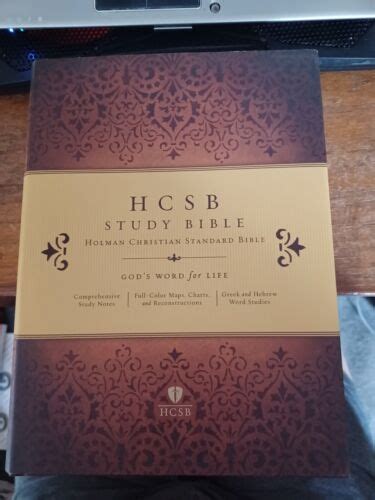 HCSB
STUDY BIBLE
HOLMAN CHRISTIAN STANDARD BIBLE
GOD'S WORD for LIFE
Comprehensive
Study Notes
Full-Color Maps, Charts,
and Reconstructions
Greek and Hebrew
Word Studies
HCSB